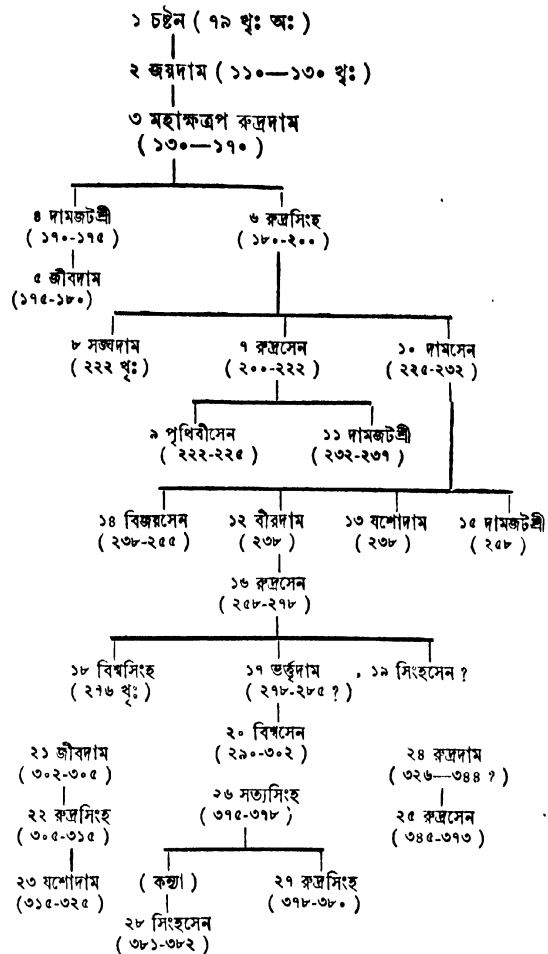 ১ চষ্টন ( ৭৯ খৃঃ অঃ )
২ জয়দাম ( ১১০—১৩০ খৃঃ )
৩ মহাক্ষত্রপ রুদ্রদাম
( ১৩০—১৭০ )
৪ দামজটশ্রী
( ১৭০-১৭৫ )
৬ রুদ্রসিংহ
( ১৮০-২০০ )
৫ জীবদাম
(১৭৫-১৮০)
৮ সঙ্ঘদাম
( ২২২ খৃঃ )
৭ রুদ্রসেন
( ২০০-২২২ )
১০ দামসেন
( ২২৫-২৩২ )
৯ পৃথিবীসেন
( ২২২-২২৫ )
১১ দামজটশ্রী
(২৩২-২৩৭ )
১৪ বিজয়সেন
( ২৩৮-২৫৫ )
১২ বীরদাম
( ২৩৮ )
১৩ যশোদাম
( ২৩৮ )
১৫ দামজটশ্রী
( ২৫৮ )
১৬ রুদ্রসেন
( ২৫৮-২৭৮ )
১৮ বিশ্বসিংহ
( ২৭৬ খৃঃ )
১৭ ভর্ত্তৃদাম
( ২৭৮-২৮৫ ? )
১৯ সিংহসেন ?
২০ বিশ্বসেন
( ২৯০-৩০২ )
২১ জীবদাম
( ৩০২-৩০৫ )
২৪ রুদ্রদাম
( ৩২৬—৩৪৪ ? )
২৬ সত্যসিংহ
( ৩৭৫-৩৭৮ )
২২ রুদ্রসিংহ
( ৩০৫-৩১৫ )
২৫ রুদ্রসেন
( ৩৪৫-৩৭৩ )
২৩ যশোদাম
(৩১৫-৩২৫ )
( কন্যা )
২৭ রুদ্রসিংহ
(৩৭৮-৩৮০ )
২৮ সিংহসেন
(৩৮১-৩৮২ )